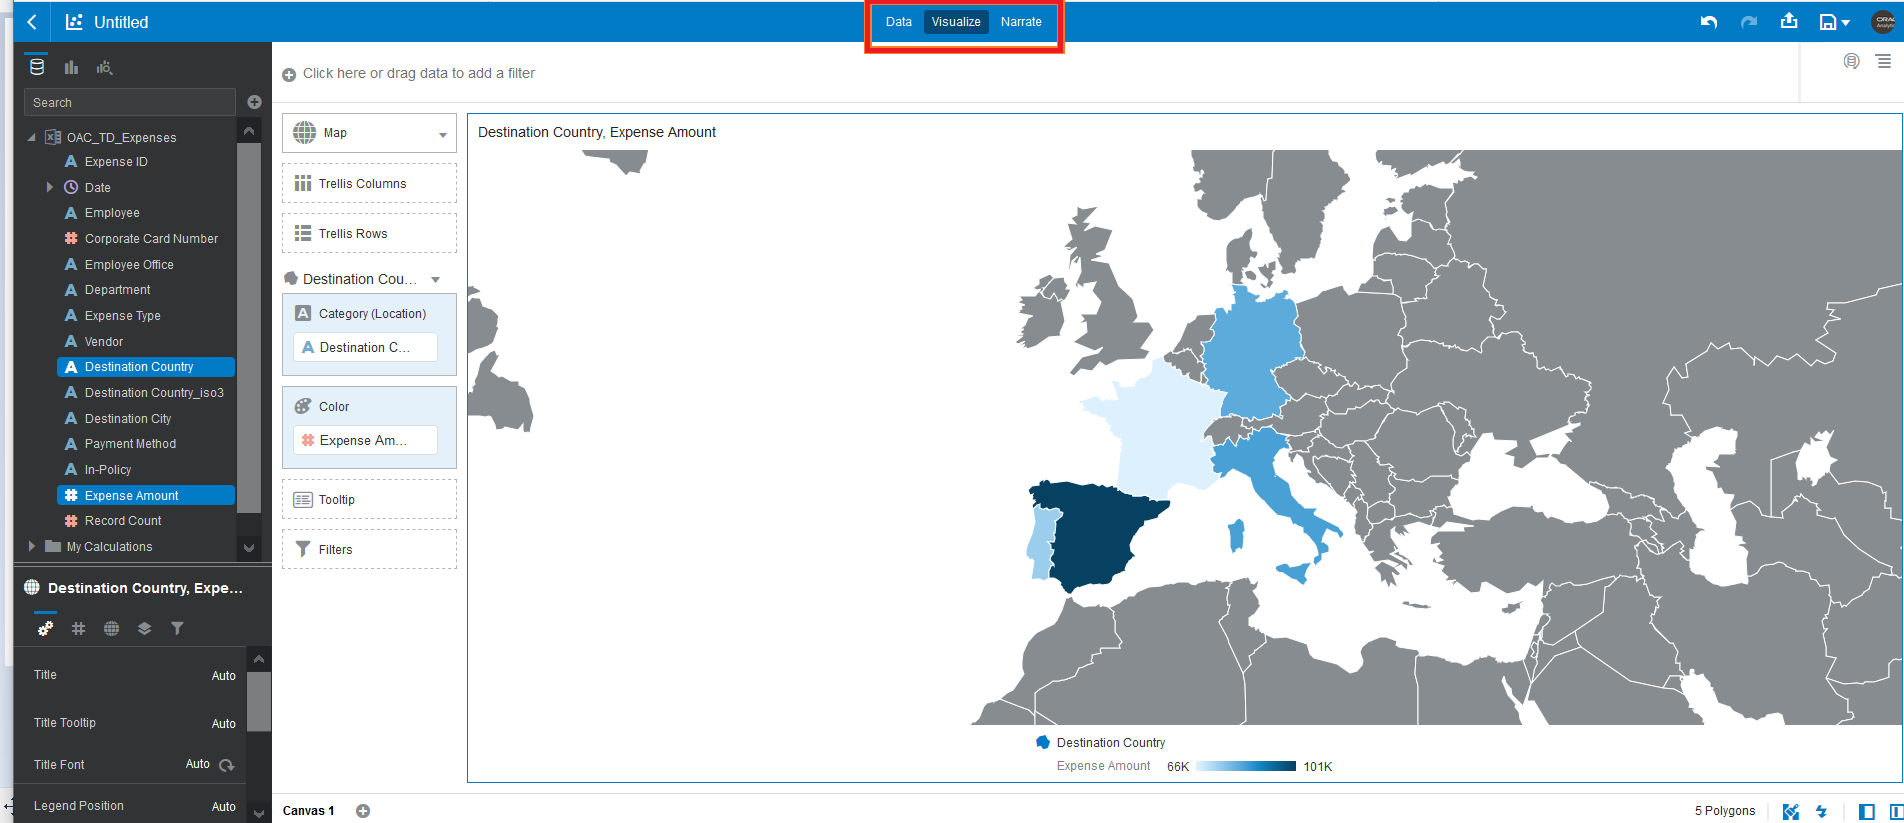 Untitled
Data Visualize Narrate
Click here or drag data to add a filter
Search
OAC_TD_Expenses
A Expense ID
Date
A Employee
# Corporate Card Number
A Employee Office
A Department
A Expense Type
A Vendor
A Destination Country
A Destination Country_iso3
A Destination City
A Payment Method
A In-Policy
# Expense Amount
# Record Count
My Calculations
Destination Country, Expe...
Title Auto
Title Tooltip Auto
Title Font Auto
Legend Position Auto
Map
Trellis Columns
Trellis Rows
Destination Cou...
A Category (Location)
A Destination C...
Color
# Expense Am...
Tooltip
Filters
Destination Country, Expense Amount
Destination Country
Expense Amount 66K 101K
Canvas 1
5 Polygons